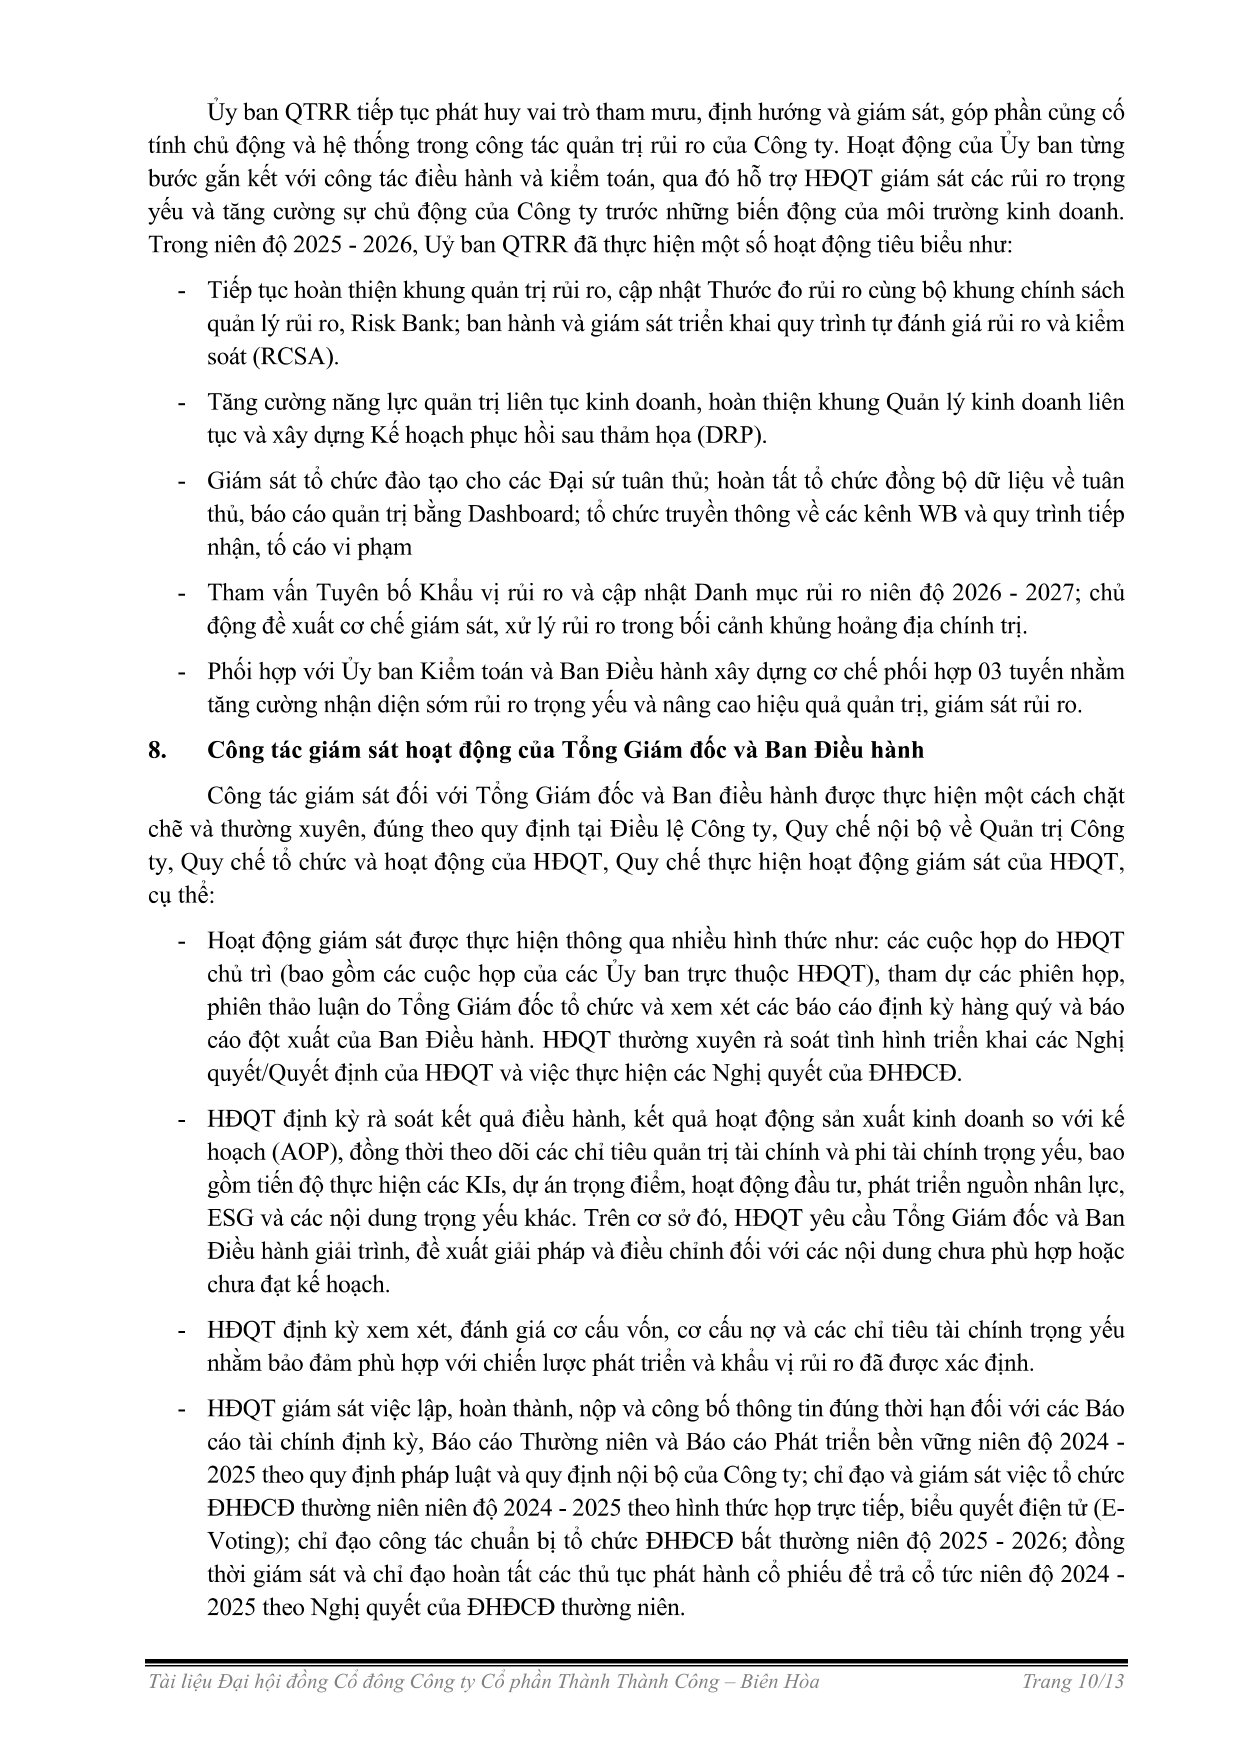 Ủy ban QTRR tiếp tục phát huy vai trò tham mưu, định hướng và giám sát, góp phần củng cố
tính chủ động và hệ thống trong công tác quản trị rủi ro của Công ty. Hoạt động của Ủy ban từng
bước gắn kết với công tác điều hành và kiểm toán, qua đó hỗ trợ HĐQT giám sát các rủi ro trọng
yếu và tăng cường sự chủ động của Công ty trước những biến động của môi trường kinh doanh.
Trong niên độ 2025 - 2026, Uỷ ban QTRR đã thực hiện một số hoạt động tiêu biểu như:
- Tiếp tục hoàn thiện khung quản trị rủi ro, cập nhật Thước đo rủi ro cùng bộ khung chính sách
quản lý rủi ro, Risk Bank; ban hành và giám sát triển khai quy trình tự đánh giá rủi ro và kiểm
soát (RCSA).
- Tăng cường năng lực quản trị liên tục kinh doanh, hoàn thiện khung Quản lý kinh doanh liên
tục và xây dựng Kế hoạch phục hồi sau thảm họa (DRP).
- Giám sát tổ chức đào tạo cho các Đại sứ tuân thủ; hoàn tất tổ chức đồng bộ dữ liệu về tuân
thủ, báo cáo quản trị bằng Dashboard; tổ chức truyền thông về các kênh WB và quy trình tiếp
nhận, tố cáo vi phạm
- Tham vấn Tuyên bố Khẩu vị rủi ro và cập nhật Danh mục rủi ro niên độ 2026 - 2027; chủ
động đề xuất cơ chế giám sát, xử lý rủi ro trong bối cảnh khủng hoảng địa chính trị.
- Phối hợp với Ủy ban Kiểm toán và Ban Điều hành xây dựng cơ chế phối hợp 03 tuyến nhằm
tăng cường nhận diện sớm rủi ro trọng yếu và nâng cao hiệu quả quản trị, giám sát rủi ro.
8. Công tác giám sát hoạt động của Tổng Giám đốc và Ban Điều hành
Công tác giám sát đối với Tổng Giám đốc và Ban điều hành được thực hiện một cách chặt
chẽ và thường xuyên, đúng theo quy định tại Điều lệ Công ty, Quy chế nội bộ về Quản trị Công
ty, Quy chế tổ chức và hoạt động của HĐQT, Quy chế thực hiện hoạt động giám sát của HĐQT,
cụ thể:
- Hoạt động giám sát được thực hiện thông qua nhiều hình thức như: các cuộc họp do HĐQT
chủ trì (bao gồm các cuộc họp của các Ủy ban trực thuộc HĐQT), tham dự các phiên họp,
phiên thảo luận do Tổng Giám đốc tổ chức và xem xét các báo cáo định kỳ hàng quý và báo
cáo đột xuất của Ban Điều hành. HĐQT thường xuyên rà soát tình hình triển khai các Nghị
quyết/Quyết định của HĐQT và việc thực hiện các Nghị quyết của ĐHĐCĐ.
- HĐQT định kỳ rà soát kết quả điều hành, kết quả hoạt động sản xuất kinh doanh so với kế
hoạch (AOP), đồng thời theo dõi các chỉ tiêu quản trị tài chính và phi tài chính trọng yếu, bao
gồm tiến độ thực hiện các KIs, dự án trọng điểm, hoạt động đầu tư, phát triển nguồn nhân lực,
ESG và các nội dung trọng yếu khác. Trên cơ sở đó, HĐQT yêu cầu Tổng Giám đốc và Ban
Điều hành giải trình, đề xuất giải pháp và điều chỉnh đối với các nội dung chưa phù hợp hoặc
chưa đạt kế hoạch.
- HĐQT định kỳ xem xét, đánh giá cơ cấu vốn, cơ cấu nợ và các chỉ tiêu tài chính trọng yếu
nhằm bảo đảm phù hợp với chiến lược phát triển và khẩu vị rủi ro đã được xác định.
- HĐQT giám sát việc lập, hoàn thành, nộp và công bố thông tin đúng thời hạn đối với các Báo
cáo tài chính định kỳ, Báo cáo Thường niên và Báo cáo Phát triển bền vững niên độ 2024 -
2025 theo quy định pháp luật và quy định nội bộ của Công ty; chỉ đạo và giám sát việc tổ chức
ĐHĐCĐ thường niên niên độ 2024 - 2025 theo hình thức họp trực tiếp, biểu quyết điện tử (E-
Voting); chỉ đạo công tác chuẩn bị tổ chức ĐHĐCĐ bất thường niên độ 2025 - 2026; đồng
thời giám sát và chỉ đạo hoàn tất các thủ tục phát hành cổ phiếu để trả cổ tức niên độ 2024 -
2025 theo Nghị quyết của ĐHĐCĐ thường niên.
Tài liệu Đại hội đồng Cổ đông Công ty Cổ phần Thành Thành Công – Biên Hòa Trang 10/13